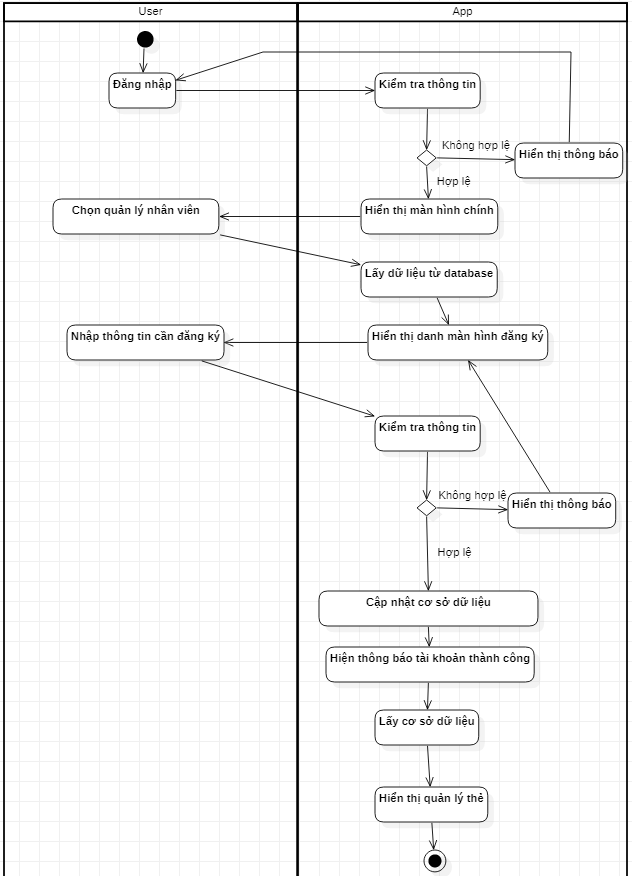 User
App
Đăng nhập
Kiểm tra thông tin
Không hợp lệ
Hiển thị thông báo
Hợp lệ
Chọn quản lý nhân viên
Hiển thị màn hình chính
Lấy dữ liệu từ database
Nhập thông tin cần đăng ký
Hiển thị danh màn hình đăng ký
Kiểm tra thông tin
Không hợp lệ
Hiển thị thông báo
Hợp lệ
Cập nhật cơ sở dữ liệu
Hiện thông báo tài khoản thành công
Lấy cơ sở dữ liệu
Hiển thị quản lý thẻ